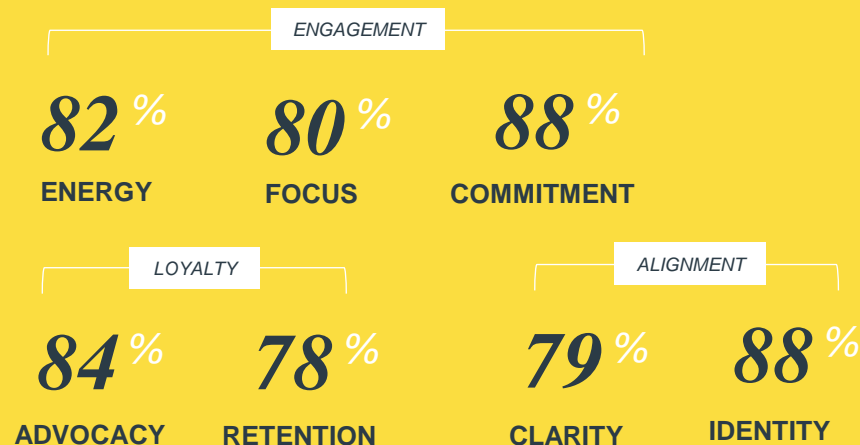 ENGAGEMENT
82 % 80 % 88 %
ENERGY FOCUS COMMITMENT
LOYALTY ALIGNMENT
84 % 78 % 79 % 88 %
ADVOCACY RETENTION CLARITY IDENTITY